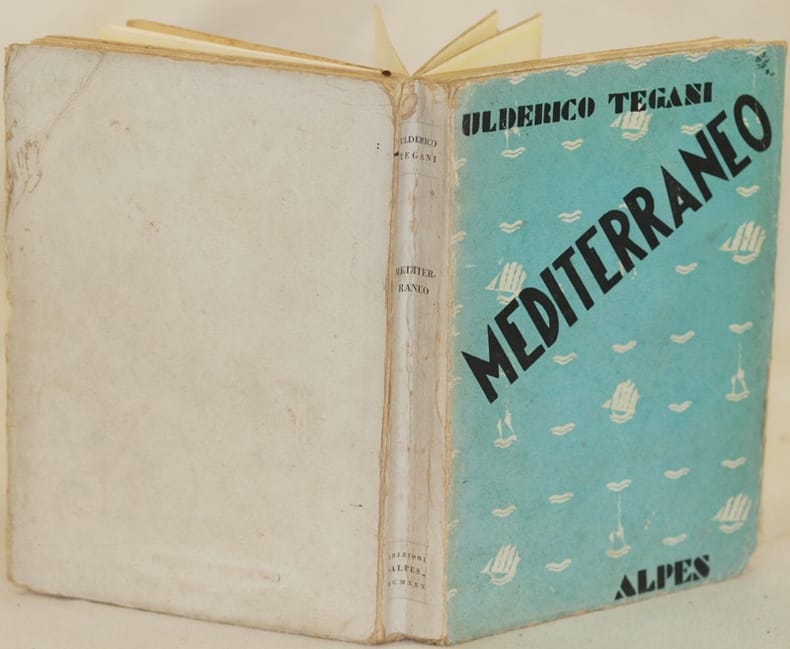 ULDERICO TEGANI
MEDITERRANEO
ALPES
ULDERICO
TEGANI
MEDITER-
RANEO
EDIZIONI
"ALPES"
MCMXXX